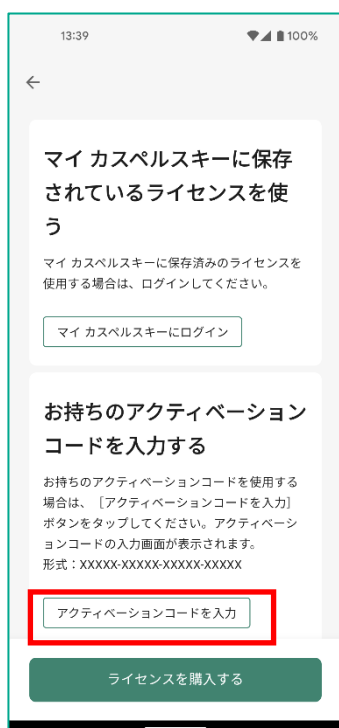 13:39
100%
マイ カスペルスキーに保存
されているライセンスを使
う
マイ カスペルスキーに保存済みのライセンスを
使用する場合は、ログインしてください。
マイ カスペルスキーにログイン
お持ちのアクティベーション
コードを入力する
お持ちのアクティベーションコードを使用する
場合は、［アクティベーションコードを入力］
ボタンをタップしてください。アクティベーシ
ョンコードの入力画面が表示されます。
形式：XXXXX-XXXXX-XXXXX-XXXXX
アクティベーションコードを入力
ライセンスを購入する